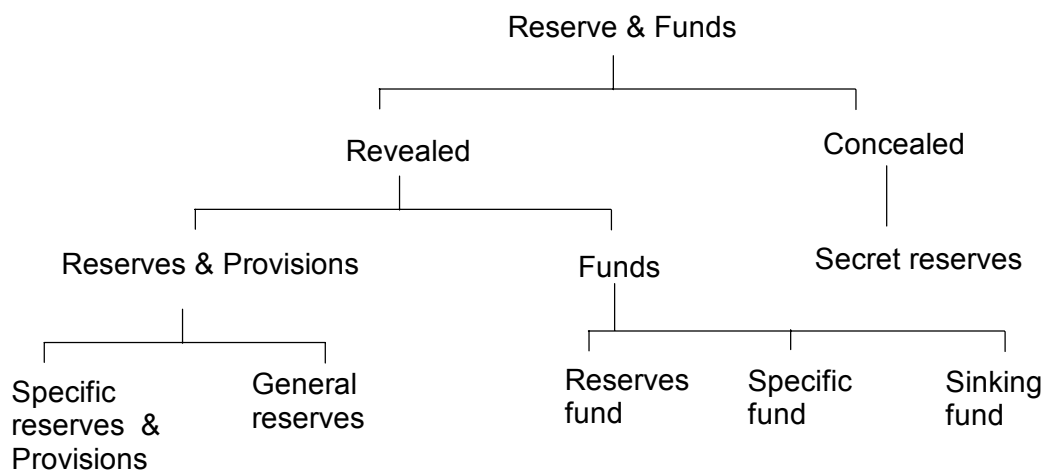 Reserve & Funds
Revealed
Concealed
Reserves & Provisions
Funds
Secret reserves
Specific
reserves & 
Provisions
General
reserves
Reserves
fund
Specific
fund
Sinking
fund